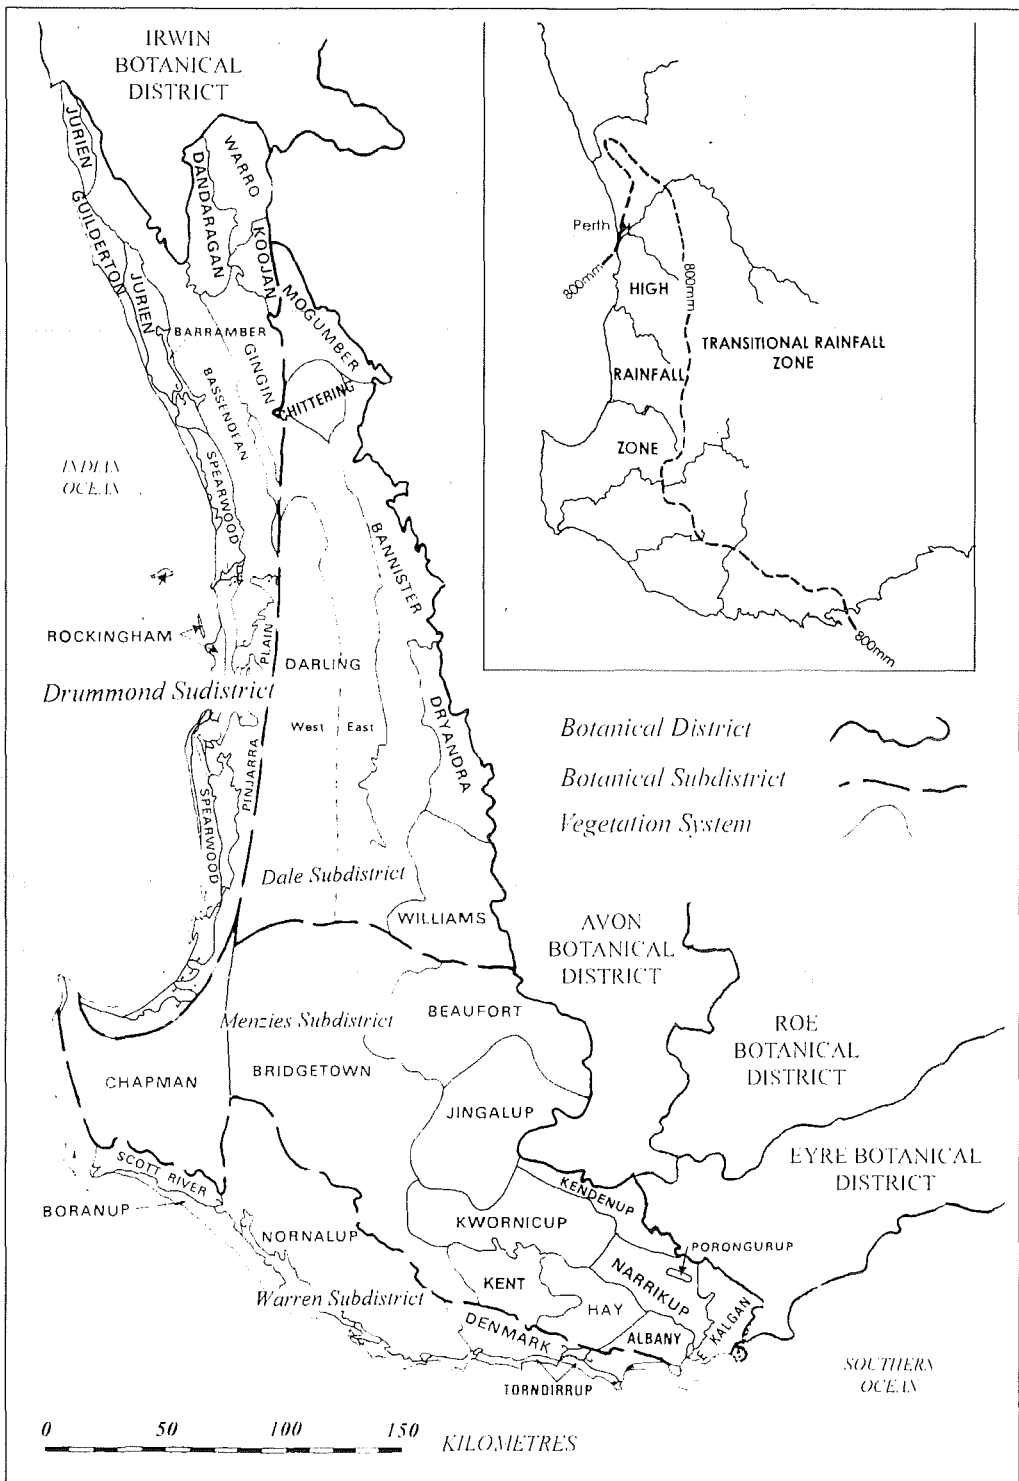 IRWIN
BOTANICAL
DISTRICT
JURIEN
GUILDERTON
JURIEN
DANDARAGAN
WARRO
KOOJAN
MOGUMBER
BARRAMBER
GINGIN
CHITTERING
BASSENDEAN
INDIAN
OCEAN
SPEARWOOD
BANNISTER
ROCKINGHAM
PLAIN
DARLING
Drummond Sudistrict
West
East
DRYANDRA
PINJARRA
SPEARWOOD
Dale Subdistrict
WILLIAMS
Perth
800mm
HIGH
RAINFALL
ZONE
800mm
TRANSITIONAL RAINFALL
ZONE
800mm
Botanical District
Botanical Subdistrict
Vegetation System
AVON
BOTANICAL
DISTRICT
Menzies Subdistrict
BEAUFORT
ROE
BOTANICAL
DISTRICT
CHAPMAN
BRIDGETOWN
JINGALUP
EYRE BOTANICAL
DISTRICT
SCOTT RIVER
BORANUP
NORNALUP
KWORNICUP
KENDENUP
PORONGURUP
KENT
NARRIKUP
Warren Subdistrict
HAY
DENMARK
ALBANY
E. KALGAN
TORNDIRRUP
SOUTHERN
OCEAN
0 50 100 150
KILOMETRES